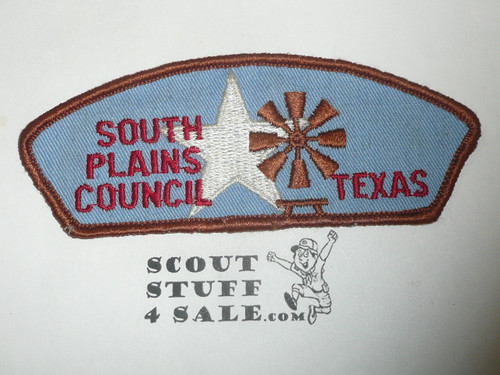 SOUTH
PLAINS
COUNCIL
TEXAS
SCOUT
STUFF
4 SALE.COM